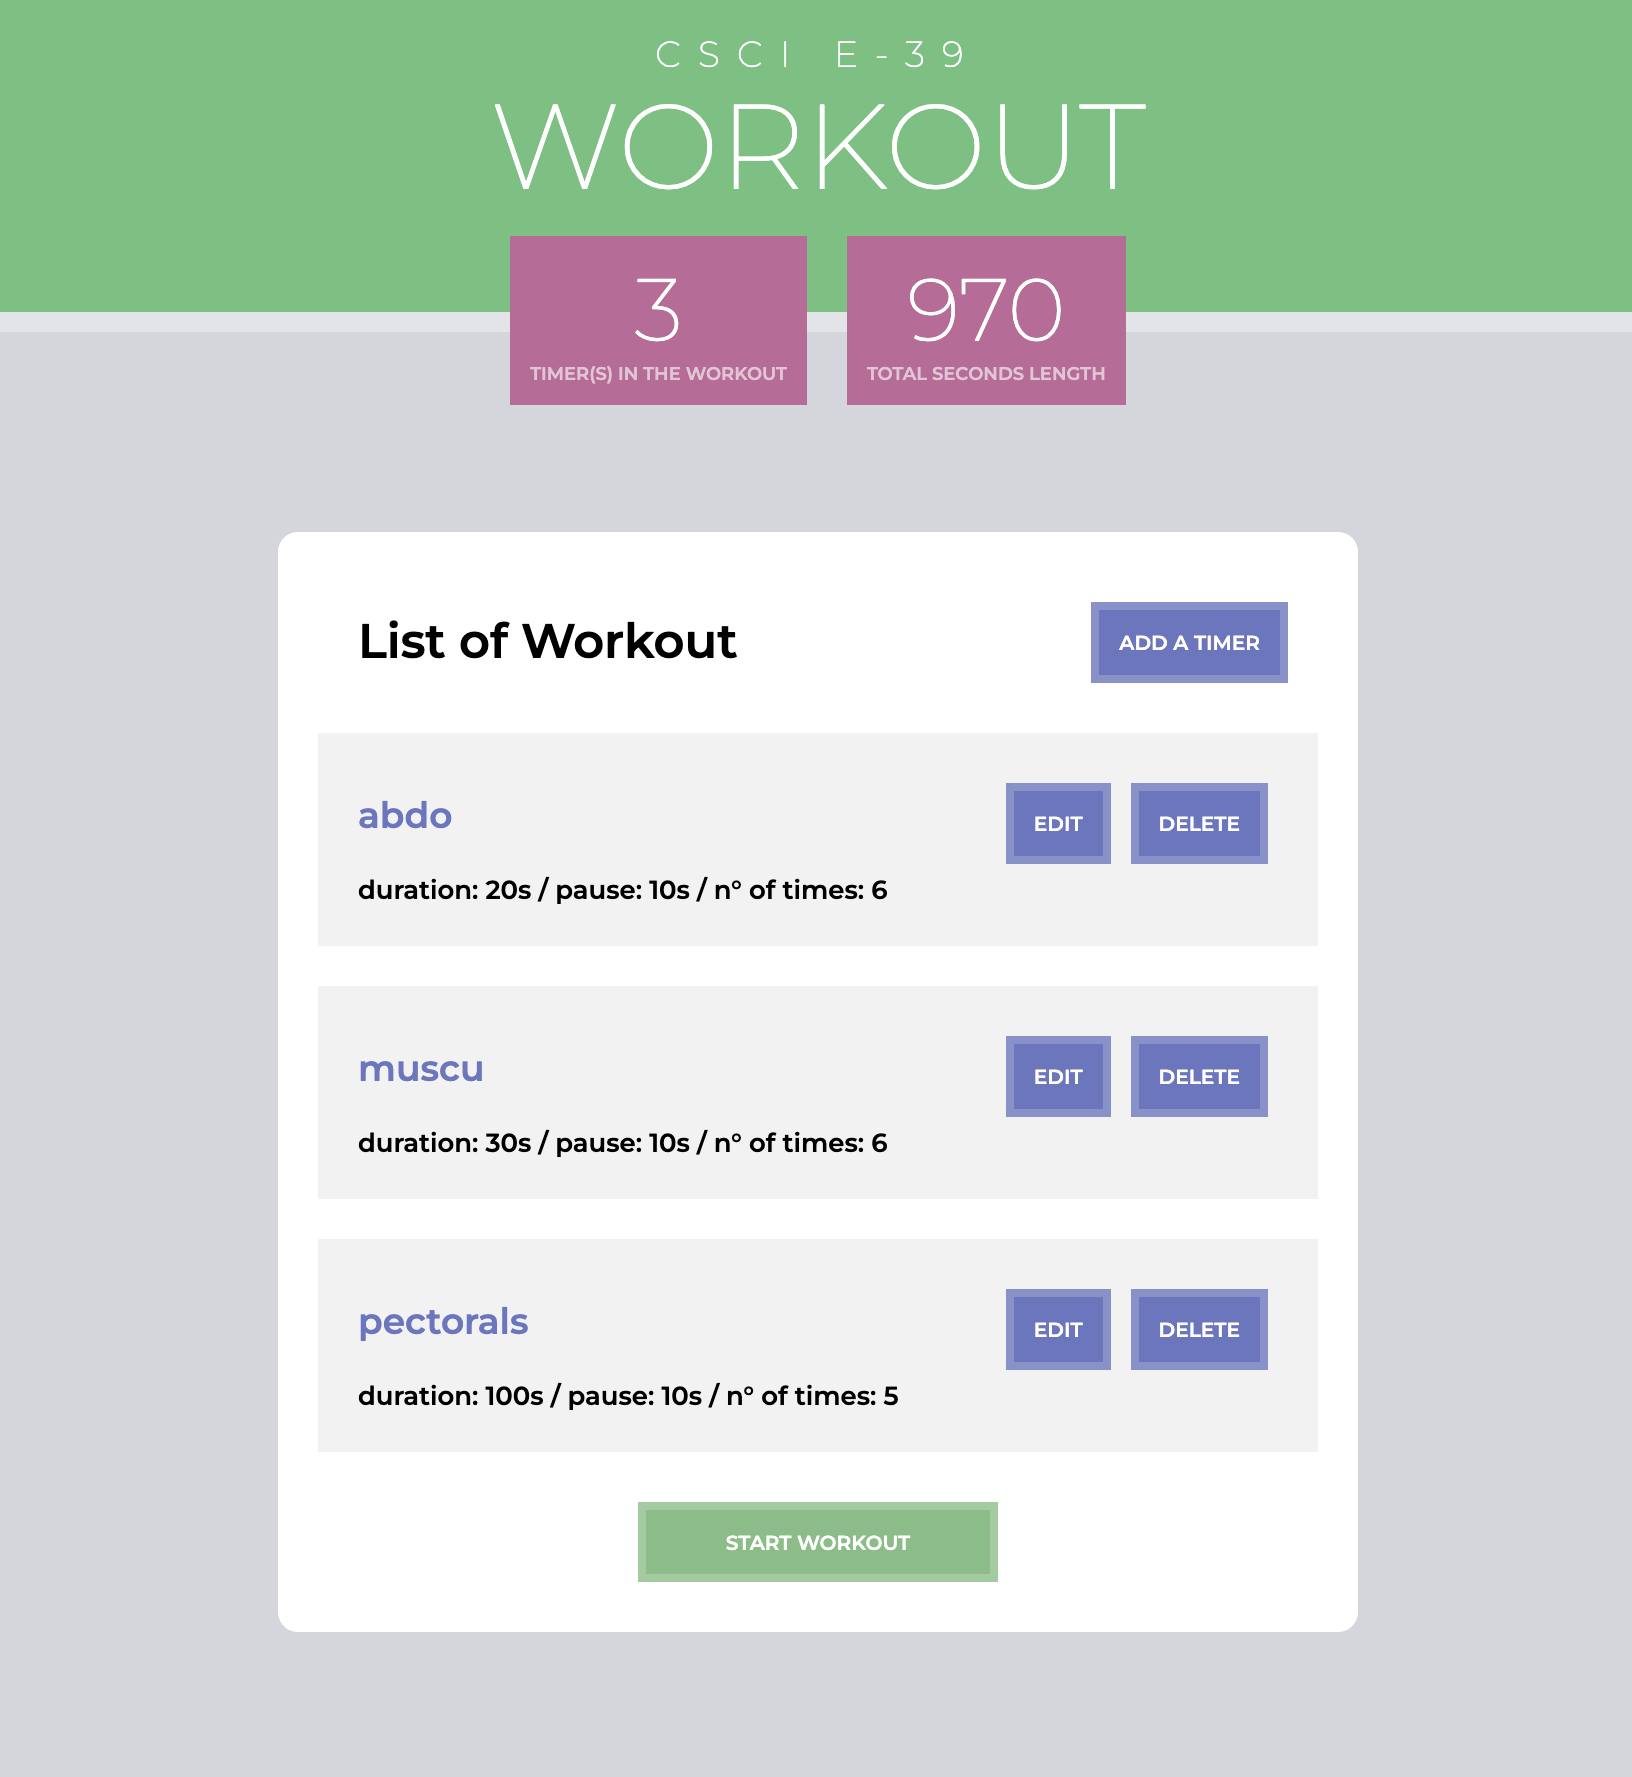 CSCI E-39
WORKOUT
3
TIMER(S) IN THE WORKOUT
970
TOTAL SECONDS LENGTH
List of Workout
ADD A TIMER
abdo
EDIT
DELETE
duration: 20s / pause: 10s / n° of times: 6
muscu
EDIT
DELETE
duration: 30s / pause: 10s / n° of times: 6
pectorals
EDIT
DELETE
duration: 100s / pause: 10s / n° of times: 5
START WORKOUT